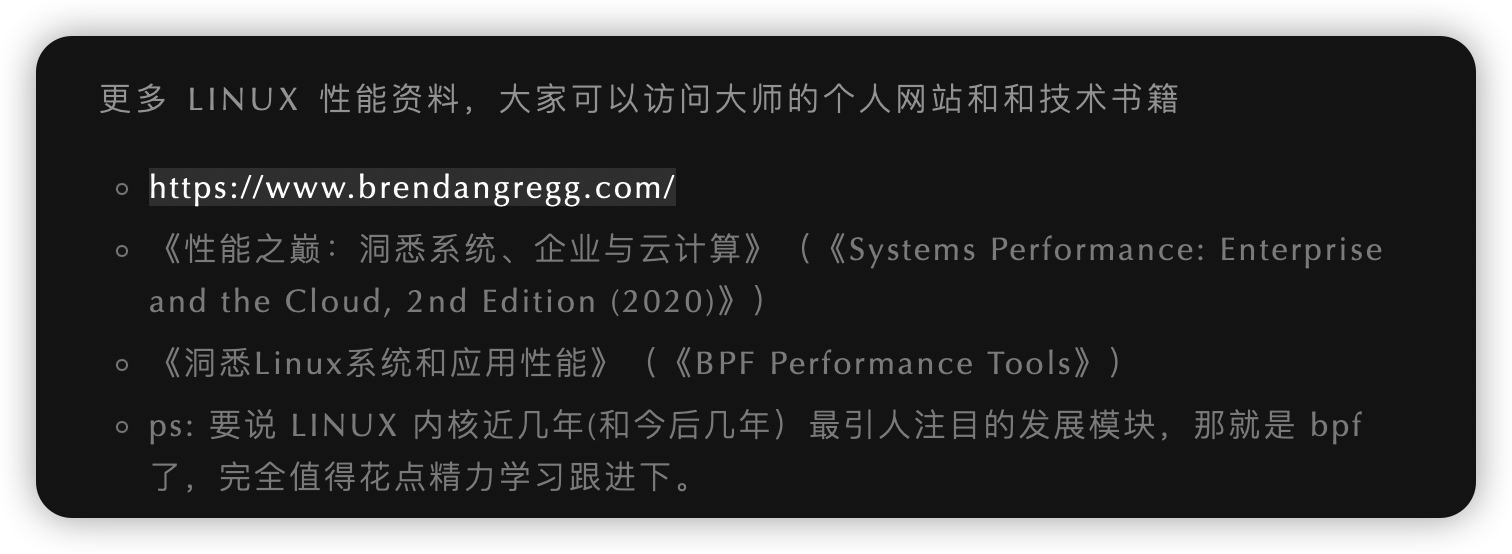 更多 LINUX 性能资料，大家可以访问大师的个人网站和和技术书籍
https://www.brendangregg.com/
《性能之巅：洞悉系统、企业与云计算》（《Systems Performance: Enterprise
and the Cloud, 2nd Edition (2020)》）
《洞悉Linux系统和应用性能》（《BPF Performance Tools》）
ps: 要说 LINUX 内核近几年(和今后几年）最引人注目的发展模块，那就是 bpf
了，完全值得花点精力学习跟进下。